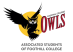 OWLS
ASSOCIATED STUDENTS
OF FOOTHILL COLLEGE